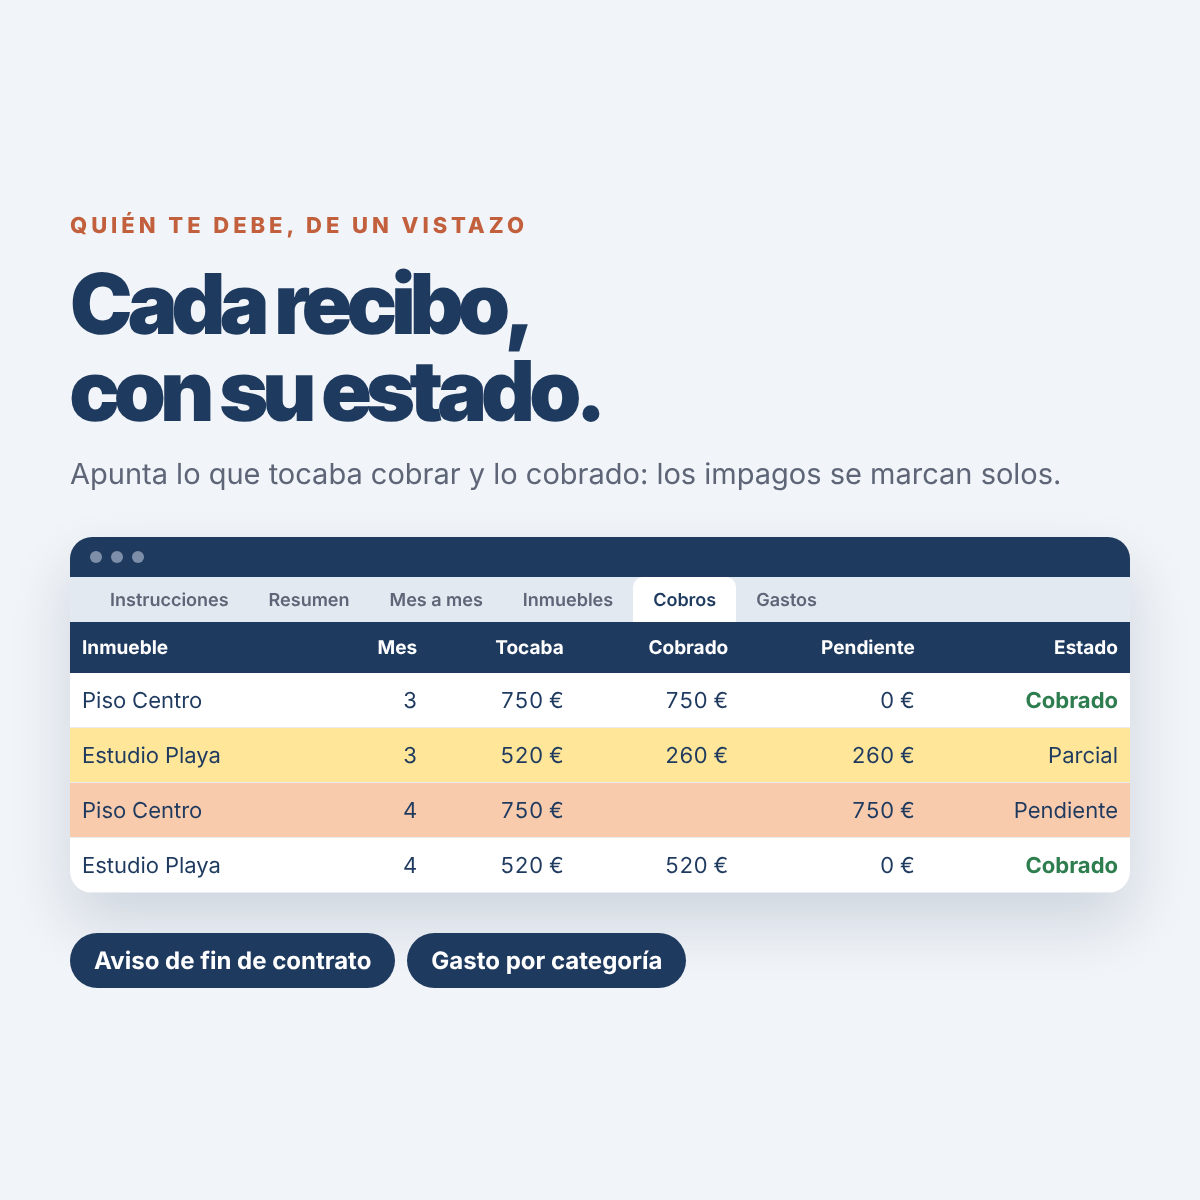 QUIÉN TE DEBE, DE UN VISTAZO
Cada recibo,
con su estado.
Apunta lo que tocaba cobrar y lo cobrado: los impagos se marcan solos.
Instrucciones Resumen Mes a mes Inmuebles Cobros Gastos
Inmueble Mes Tocaba Cobrado Pendiente Estado
Piso Centro 3 750 € 750 € 0 € Cobrado
Estudio Playa 3 520 € 260 € 260 € Parcial
Piso Centro 4 750 € 750 € Pendiente
Estudio Playa 4 520 € 520 € 0 € Cobrado
Aviso de fin de contrato Gasto por categoría